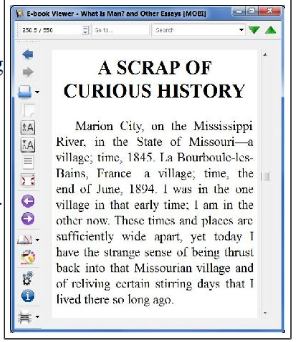 E-book Viewer - What Is Man? and Other Essays [MOBI]
250.5 / 550
Go to...
Search
A SCRAP OF
CURIOUS HISTORY
Marion City, on the Mississippi
River, in the State of Missouri—a
village; time, 1845. La Bourboule-les-
Bains, France a village; time, the
end of June, 1894. I was in the one
village in that early time; I am in the
other now. These times and places are
sufficiently wide apart, yet today I
have the strange sense of being thrust
back into that Missourian village and
of reliving certain stirring days that I
lived there so long ago.